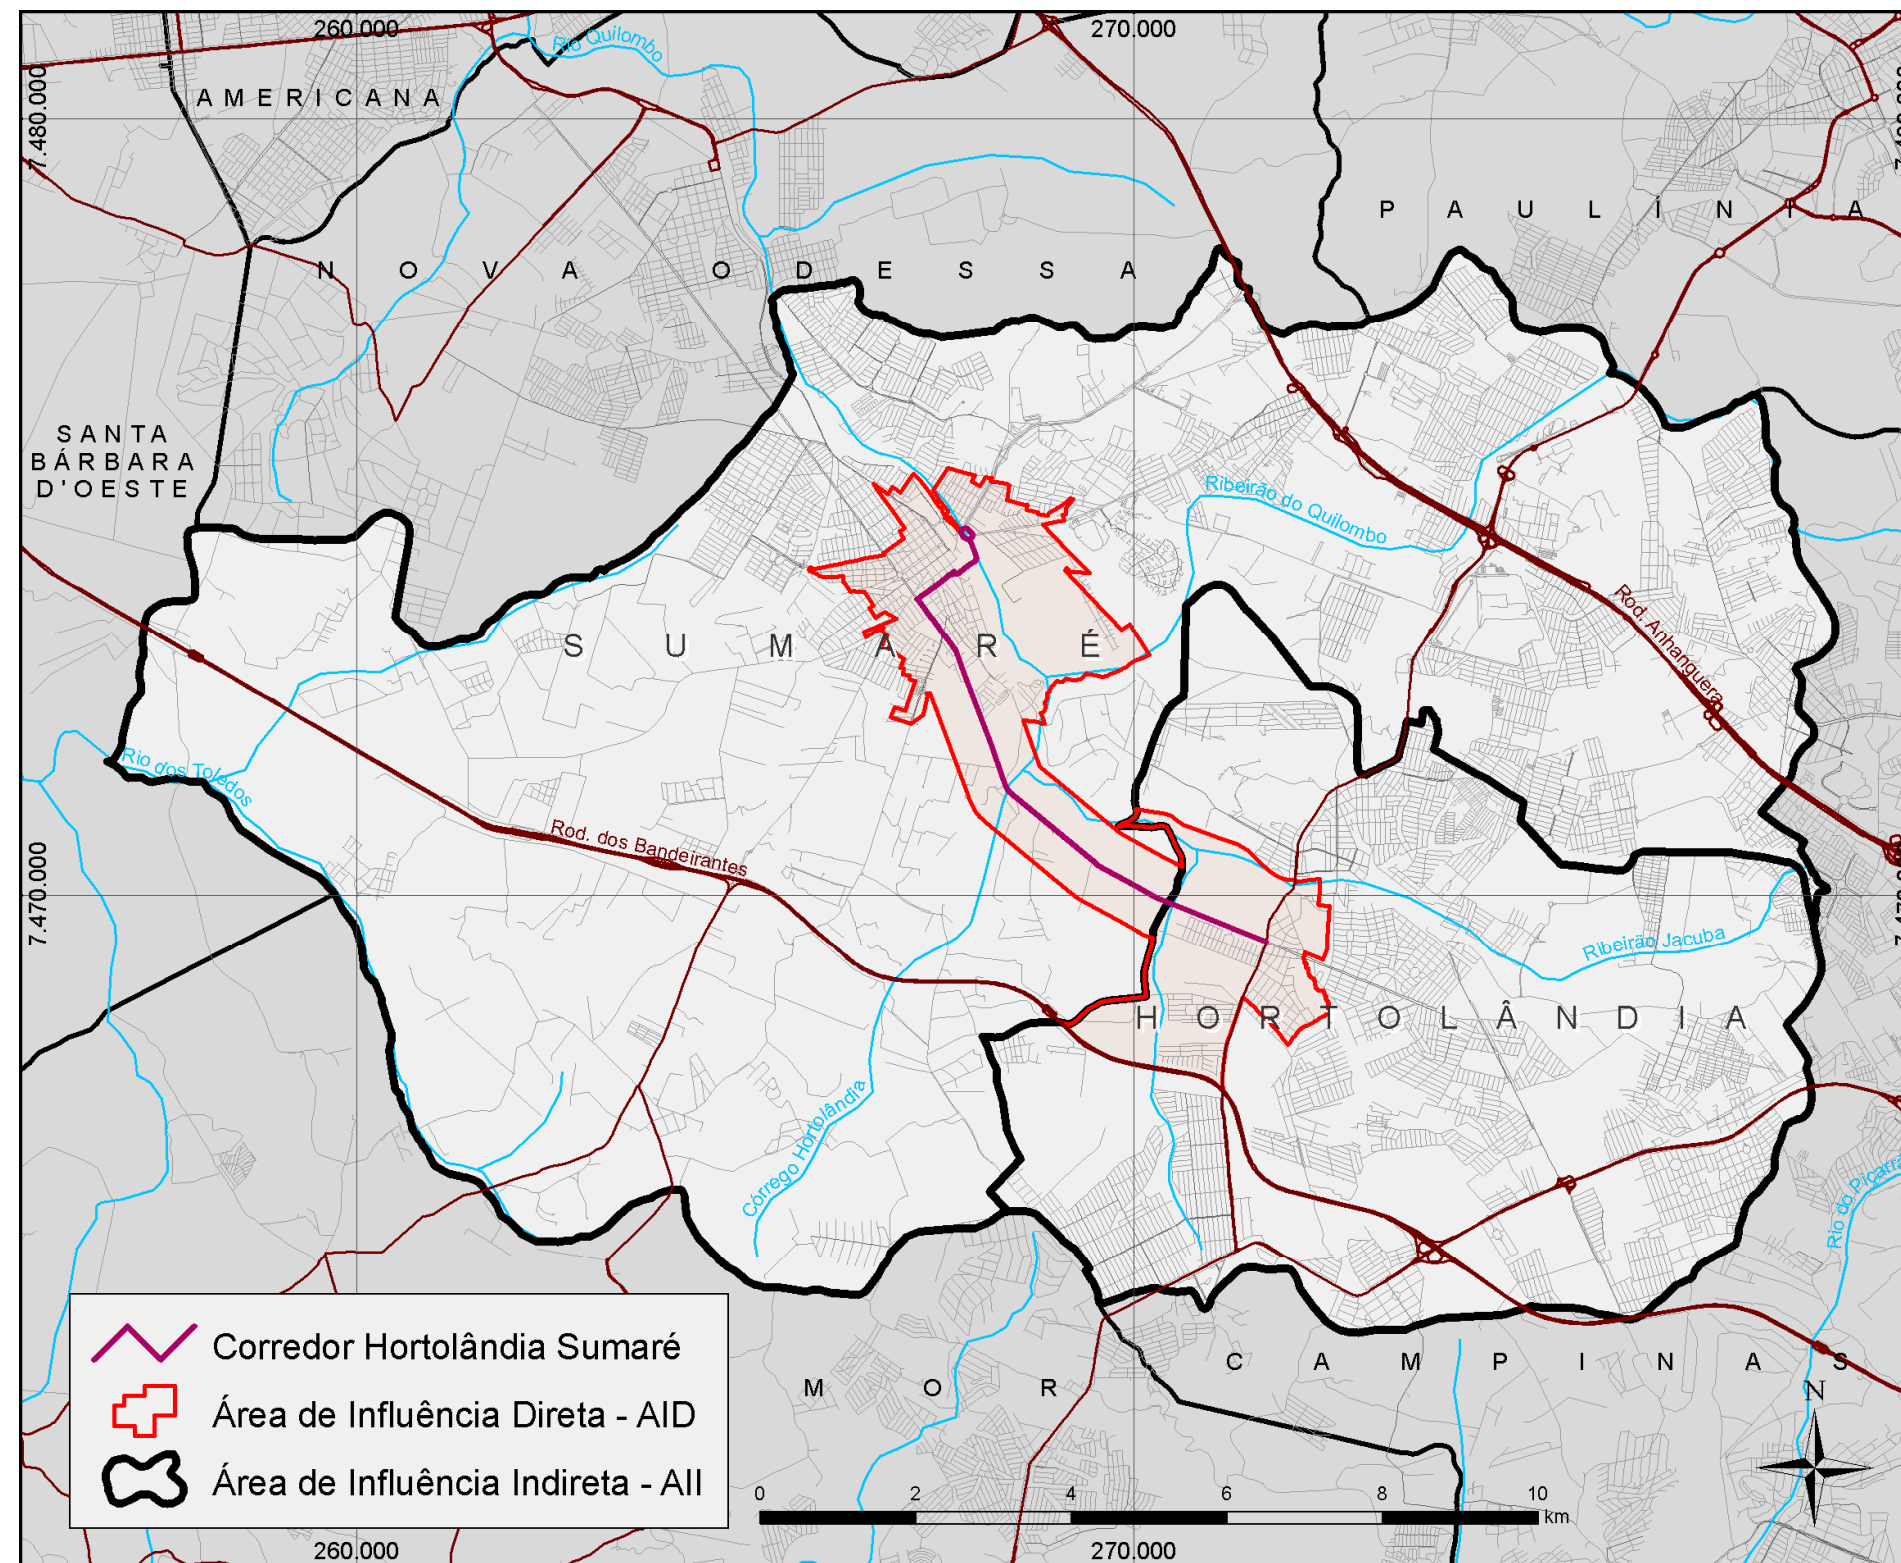 260.000
270.000
Rio Quilombo
7.480.000
AMERICANA
PAULÍNIA
NOVA ODESSA
SANTA
BÁRBARA
D'OESTE
Ribeirão do Quilombo
Rod. Anhanguera
SUMARÉ
Rio dos Toledos
Rod. dos Bandeirantes
7.470.000
Ribeirão Jacuba
HORTOLÂNDIA
Córrego Hortolândia
Corredor Hortolândia Sumaré
Área de Influência Direta - AID
Área de Influência Indireta - AII
CAMPINAS
MOR
N
0 2 4 6 8 10
km
260.000
270.000